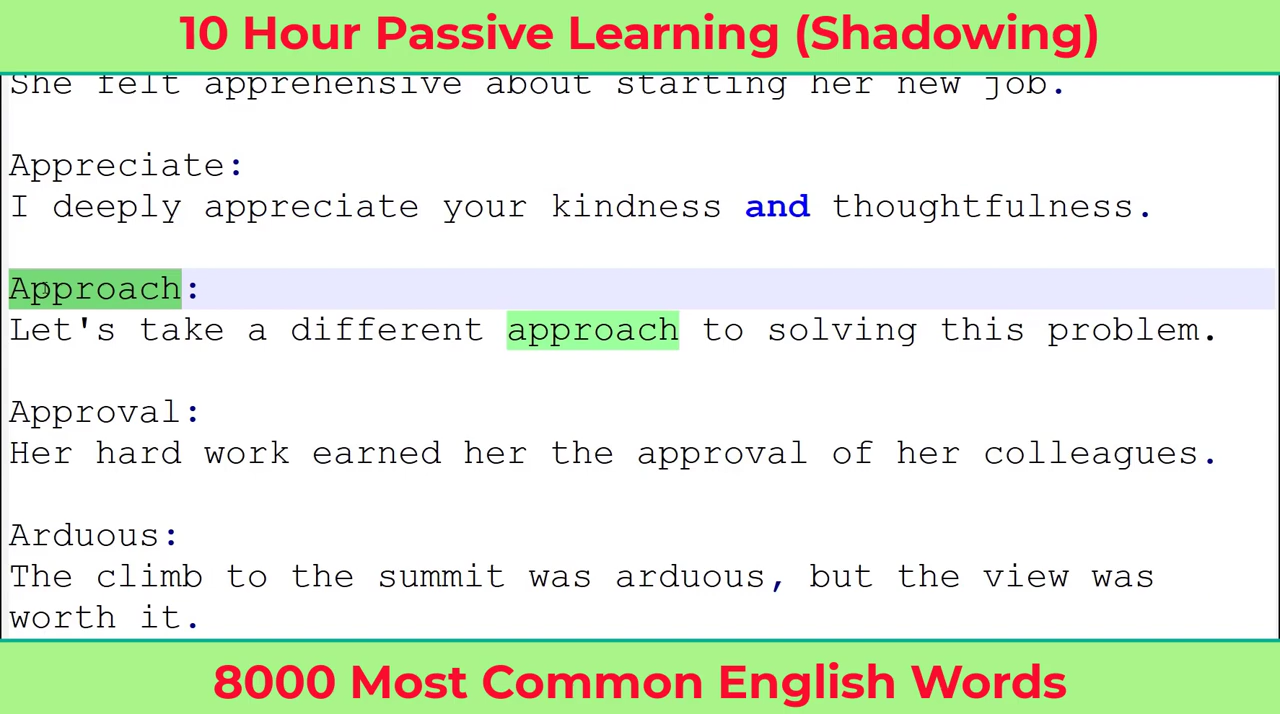 10 Hour Passive Learning (Shadowing)
She felt apprehensive about starting her new job.
Appreciate:
I deeply appreciate your kindness and thoughtfulness.
Approach:
Let's take a different approach to solving this problem.
Approval:
Her hard work earned her the approval of her colleagues.
Arduous:
The climb to the summit was arduous, but the view was
worth it.
8000 Most Common English Words